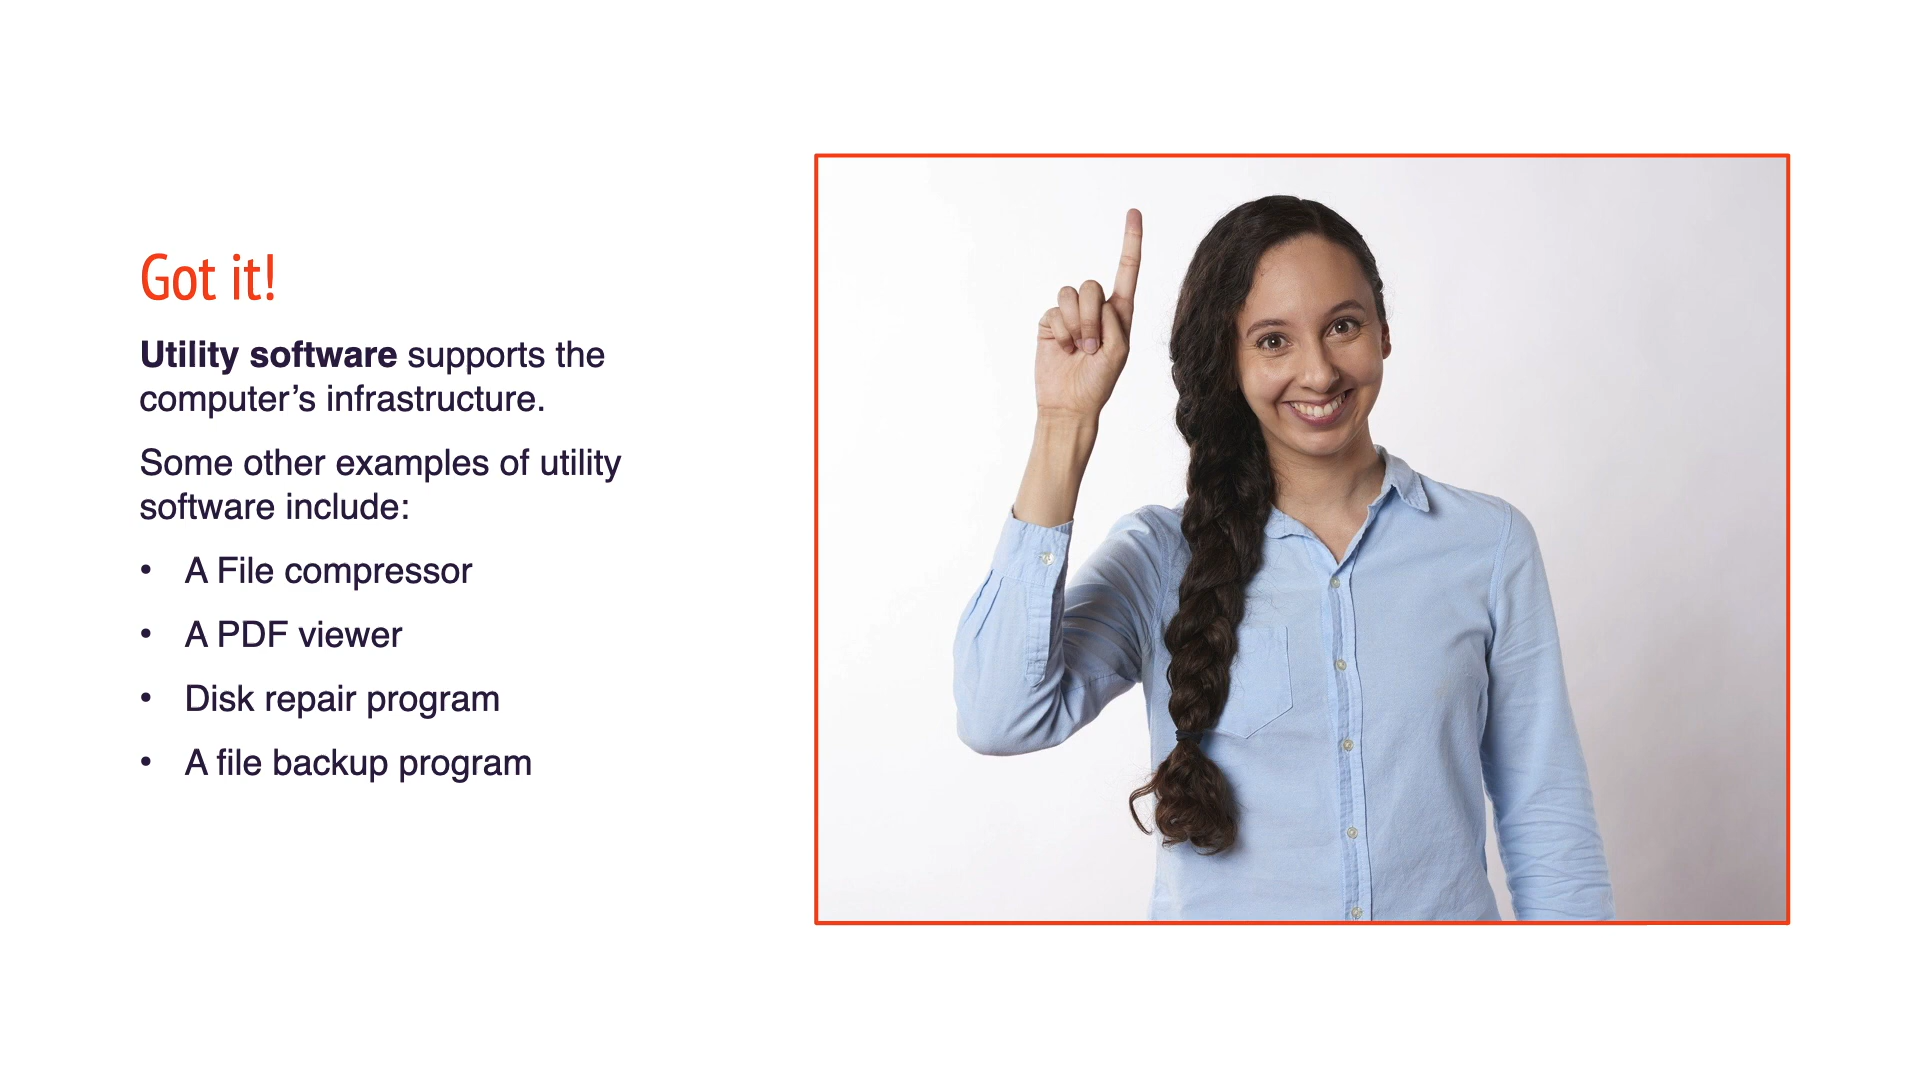 Got it!
Utility software supports the
computer’s infrastructure.
Some other examples of utility
software include:
• A File compressor
• A PDF viewer
• Disk repair program
• A file backup program